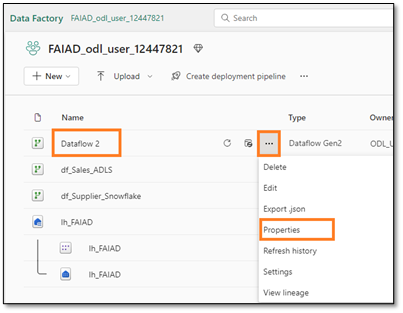 Data Factory FAIAD_odl_user_12447821 Search
FAIAD_odl_user_12447821
+ New Upload Create deployment pipeline ...
Name Type Owne
Dataflow 2 ... Dataflow Gen2 ODL_U
df_Sales_ADLS
df_Supplier_Snowflake
lh_FAIAD
lh_FAIAD
lh_FAIAD
Delete
Edit
Export .json
Properties
Refresh history
Settings
View lineage